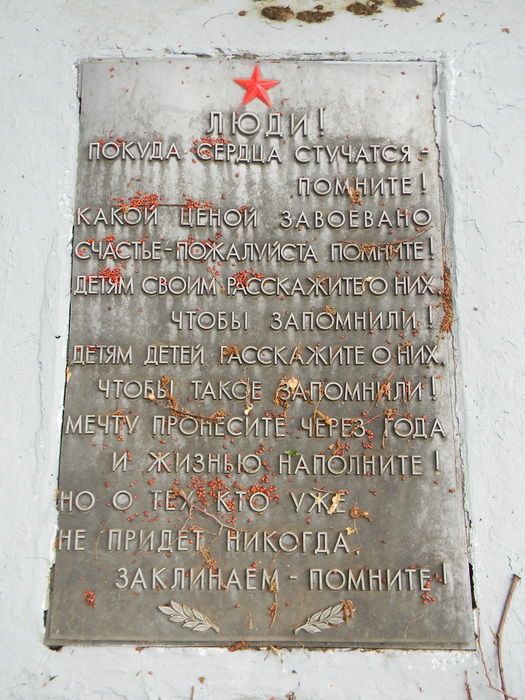 ЛЮДИ!
ПОКУДА СЕРДЦА СТУЧАТСЯ -
ПОМНИТЕ!
КАКОЙ ЦЕНОЙ ЗАВОЕВАНО
СЧАСТЬЕ - ПОЖАЛУЙСТА ПОМНИТЕ!
ДЕТЯМ СВОИМ РАССКАЖИТЕ О НИХ,
ЧТОБЫ ЗАПОМНИЛИ!
ДЕТЯМ ДЕТЕЙ РАССКАЖИТЕ О НИХ,
ЧТОБЫ ТАКОЕ ЗАПОМНИЛИ!
МЕЧТУ ПРОНЕСИТЕ ЧЕРЕЗ ГОДА
И ЖИЗНЬЮ НАПОЛНИТЕ!
НО О ТЕХ КТО УЖЕ
НЕ ПРИДЕТ НИКОГДА,
ЗАКЛИНАЕМ - ПОМНИТЕ!